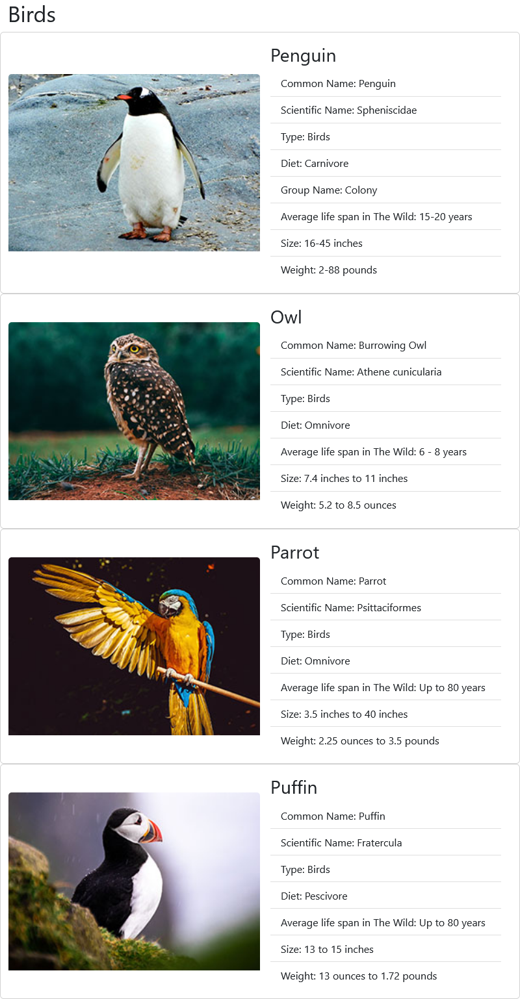 Birds
Penguin
Common Name: Penguin
Scientific Name: Spheniscidae
Type: Birds
Diet: Carnivore
Group Name: Colony
Average life span in The Wild: 15-20 years
Size: 16-45 inches
Weight: 2-88 pounds
Owl
Common Name: Burrowing Owl
Scientific Name: Athene cunicularia
Type: Birds
Diet: Omnivore
Average life span in The Wild: 6 - 8 years
Size: 7.4 inches to 11 inches
Weight: 5.2 to 8.5 ounces
Parrot
Common Name: Parrot
Scientific Name: Psittaciformes
Type: Birds
Diet: Omnivore
Average life span in The Wild: Up to 80 years
Size: 3.5 inches to 40 inches
Weight: 2.25 ounces to 3.5 pounds
Puffin
Common Name: Puffin
Scientific Name: Fratercula
Type: Birds
Diet: Pescivore
Average life span in The Wild: Up to 80 years
Size: 13 to 15 inches
Weight: 13 ounces to 1.72 pounds